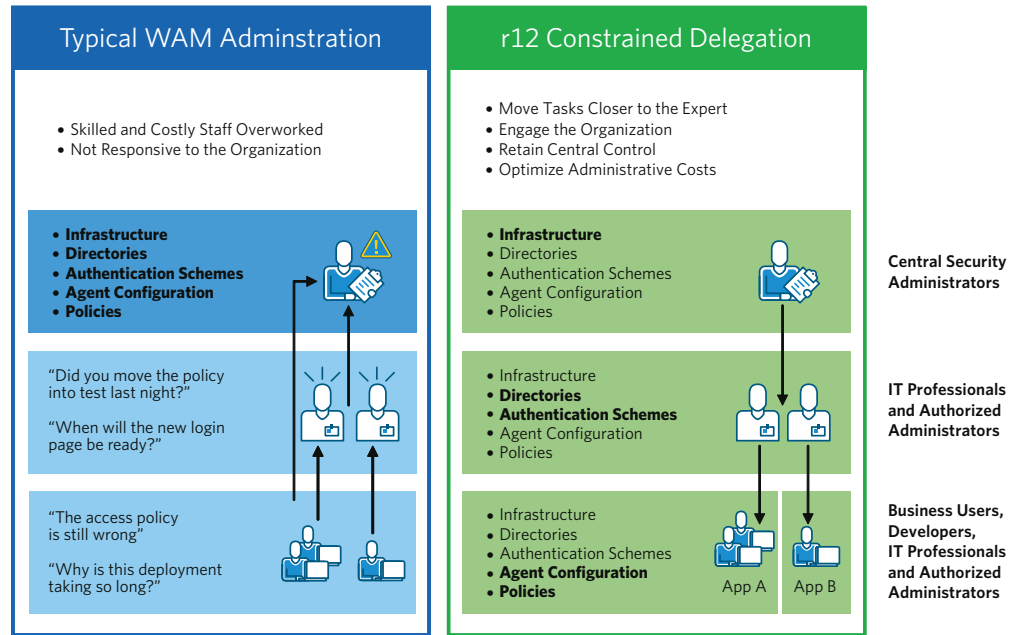 Typical WAM Adminstration
• Skilled and Costly Staff Overworked
• Not Responsive to the Organization
• Infrastructure
• Directories
• Authentication Schemes
• Agent Configuration
• Policies
“Did you move the policy
into test last night?”
“When will the new login
page be ready?”
“The access policy
is still wrong”
“Why is this deployment
taking so long?”
r12 Constrained Delegation
• Move Tasks Closer to the Expert
• Engage the Organization
• Retain Central Control
• Optimize Administrative Costs
• Infrastructure
• Directories
• Authentication Schemes
• Agent Configuration
• Policies
• Infrastructure
• Directories
• Authentication Schemes
• Agent Configuration
• Policies
• Infrastructure
• Directories
• Authentication Schemes
• Agent Configuration
• Policies
App A
App B
Central Security
Administrators
IT Professionals
and Authorized
Administrators
Business Users,
Developers,
IT Professionals
and Authorized
Administrators